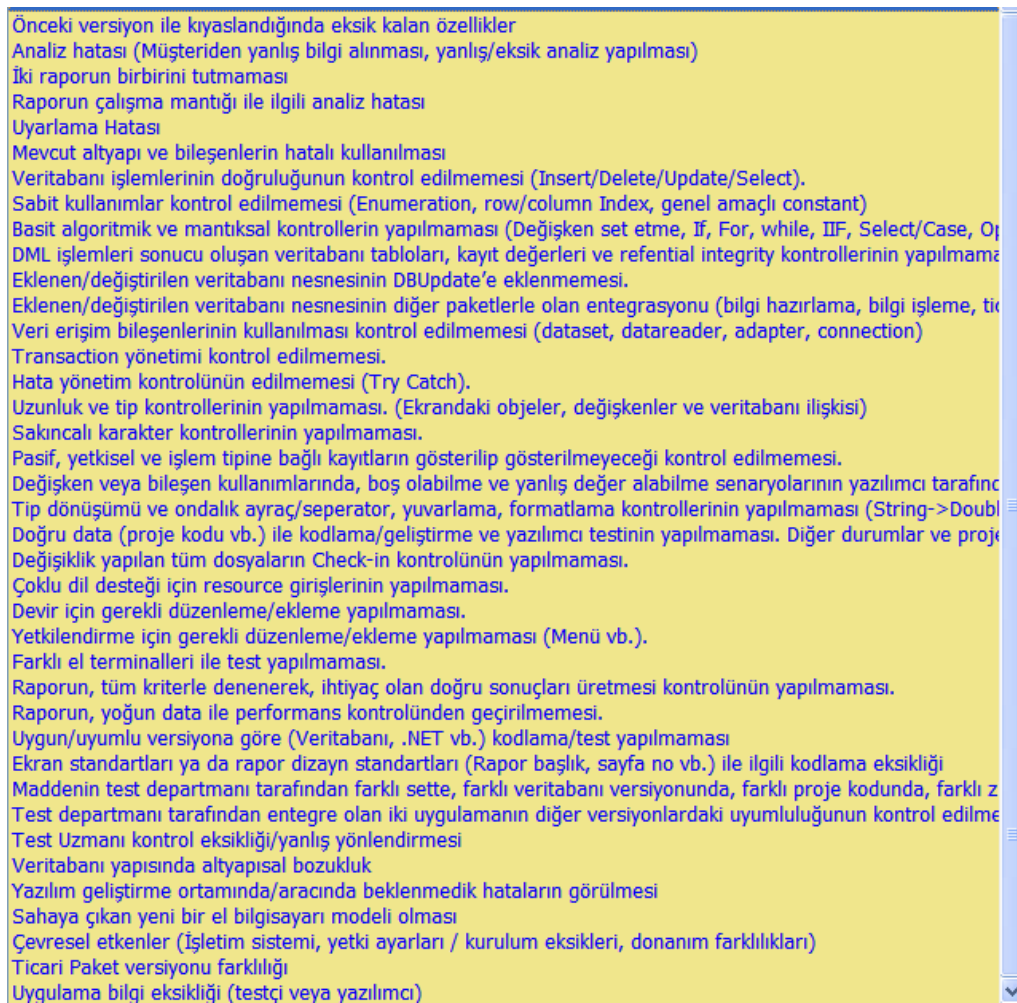 Önceki versiyon ile kıyaslandığında eksik kalan özellikler
Analiz hatası (Müşteriden yanlış bilgi alınması, yanlış/eksik analiz yapılması)
İki raporun birbirini tutmaması
Raporun çalışma mantığı ile ilgili analiz hatası
Uyarlama Hatası
Mevcut altyapı ve bileşenlerin hatalı kullanılması
Veritabanı işlemlerinin doğruluğunun kontrol edilmemesi (Insert/Delete/Update/Select).
Sabit kullanımlar kontrol edilmemesi (Enumeration, row/column Index, genel amaçlı constant)
Basit algoritmik ve mantıksal kontrollerin yapılmaması (Değişken set etme, If, For, while, IIF, Select/Case, Op
DML işlemleri sonucu oluşan veritabanı tabloları, kayıt değerleri ve refential integrity kontrollerinin yapılmama
Eklenen/değiştirilen veritabanı nesnesinin DBUpdate’e eklenmemesi.
Eklenen/değiştirilen veritabanı nesnesinin diğer paketlerle olan entegrasyonu (bilgi hazırlama, bilgi işleme, tic
Veri erişim bileşenlerinin kullanılması kontrol edilmemesi (dataset, datareader, adapter, connection)
Transaction yönetimi kontrol edilmemesi.
Hata yönetim kontrolünün edilmemesi (Try Catch).
Uzunluk ve tip kontrollerinin yapılmaması. (Ekrandaki objeler, değişkenler ve veritabanı ilişkisi)
Sakıncalı karakter kontrollerinin yapılmaması.
Pasif, yetkisel ve işlem tipine bağlı kayıtların gösterilip gösterilmeyeceği kontrol edilmemesi.
Değişken veya bileşen kullanımlarında, boş olabilme ve yanlış değer alabilme senaryolarının yazılımcı tarafınd
Tip dönüşümü ve ondalık ayraç/seperator, yuvarlama, formatlama kontrollerinin yapılmaması (String->Doubl
Doğru data (proje kodu vb.) ile kodlama/geliştirme ve yazılımcı testinin yapılmaması. Diğer durumlar ve proje
Değişiklik yapılan tüm dosyaların Check-in kontrolünün yapılmaması.
Çoklu dil desteği için resource girişlerinin yapılmaması.
Devir için gerekli düzenleme/ekleme yapılmaması.
Yetkilendirme için gerekli düzenleme/ekleme yapılmaması (Menü vb.).
Farklı el terminalleri ile test yapılmaması.
Raporun, tüm kriterle denenerek, ihtiyaç olan doğru sonuçları üretmesi kontrolünün yapılmaması.
Raporun, yoğun data ile performans kontrolünden geçirilmemesi.
Uygun/uyumlu versiyona göre (Veritabanı, .NET vb.) kodlama/test yapılmaması
Ekran standartları ya da rapor dizayn standartları (Rapor başlık, sayfa no vb.) ile ilgili kodlama eksikliği
Maddenin test departmanı tarafından farklı sette, farklı veritabanı versiyonunda, farklı proje kodunda, farklı z
Test departmanı tarafından entegre olan iki uygulamanın diğer versiyonlardaki uyumluluğunun kontrol edilme
Test Uzmanı kontrol eksikliği/yanlış yönlendirmesi
Veritabanı yapısında altyapısal bozukluk
Yazılım geliştirme ortamında/aracında beklenmedik hataların görülmesi
Sahaya çıkan yeni bir el bilgisayarı modeli olması
Çevresel etkenler (İşletim sistemi, yetki ayarları / kurulum eksikleri, donanım farklılıkları)
Ticari Paket versiyonu farklılığı
Uygulama bilgi eksikliği (testçi veya yazılımcı)